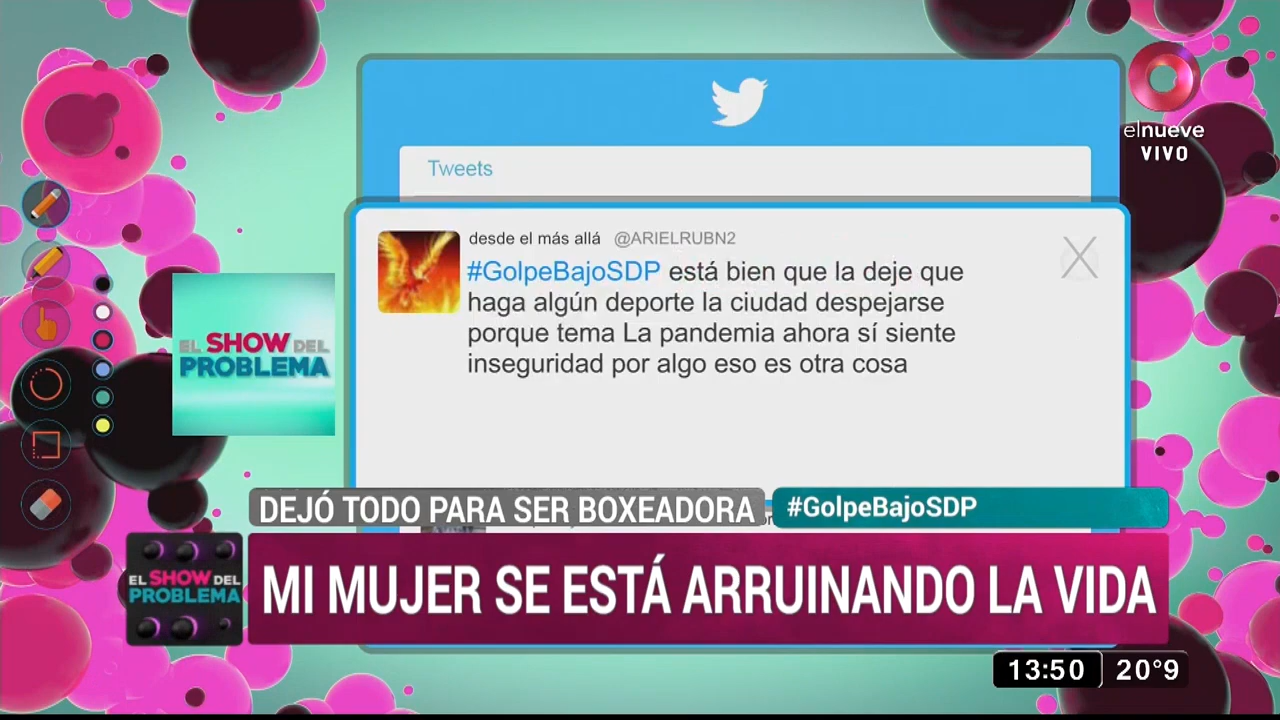 Tweets
elnueve
VIVO
desde el más allá @ARIELRUBN2
#GolpeBajoSDP está bien que la deje que
haga algún deporte la ciudad despejarse
porque tema La pandemia ahora sí siente
inseguridad por algo eso es otra cosa
EL SHOW DEL
PROBLEMA
DEJÓ TODO PARA SER BOXEADORA
#GolpeBajoSDP
EL SHOW DEL
PROBLEMA
MI MUJER SE ESTÁ ARRUINANDO LA VIDA
13:50 20°9